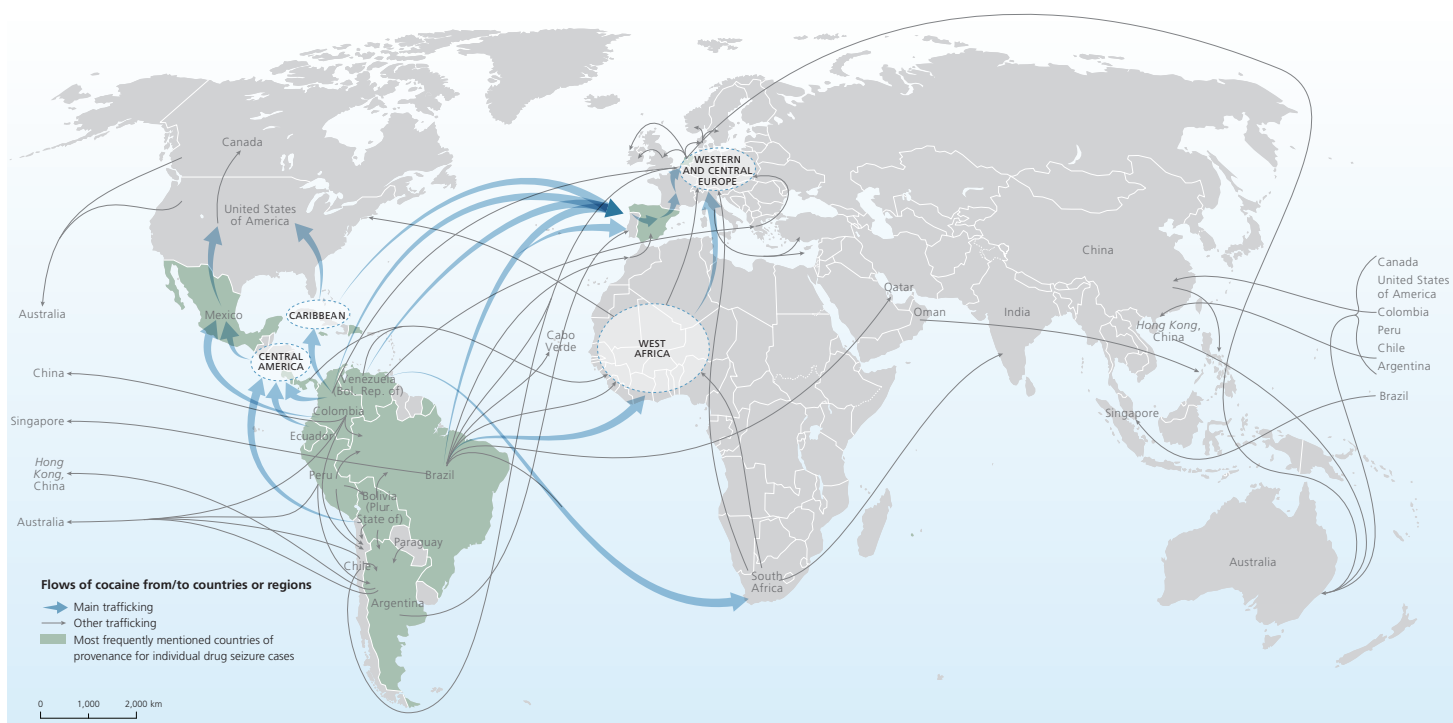 Canada
United States
of America
Mexico
CARIBBEAN
CENTRAL
AMERICA
Australia
China
Singapore
Hong
Kong,
China
Australia
Venezuela
(Bol. Rep. of)
Colombia
Ecuador
Peru
Brazil
Bolivia
(Plur.
State of)
Paraguay
Chile
Argentina
WESTERN
AND CENTRAL
EUROPE
Cabo
Verde
WEST
AFRICA
South
Africa
Qatar
Oman
India
China
Hong Kong,
China
Singapore
Australia
Canada
United States
of America
Colombia
Peru
Chile
Argentina
Brazil
Flows of cocaine from/to countries or regions
Main trafficking
Other trafficking
Most frequently mentioned countries of
provenance for individual drug seizure cases
0 1,000 2,000 km